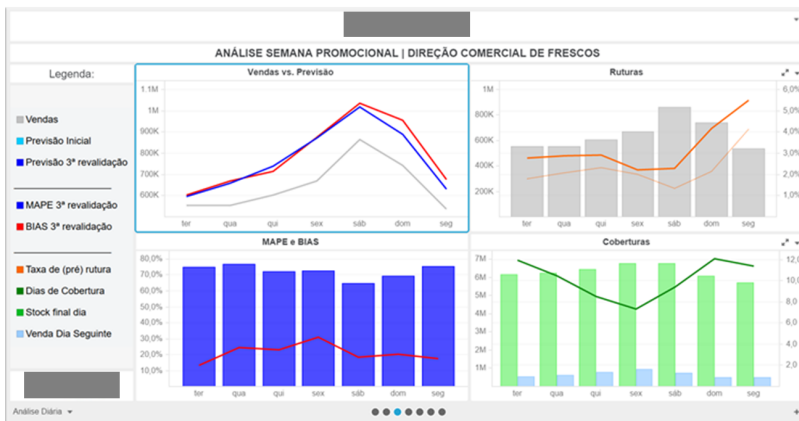 ANÁLISE SEMANA PROMOCIONAL | DIREÇÃO COMERCIAL DE FRESCOS
Legenda:
Vendas
Previsão Inicial
Previsão 3ª revalidação
MAPE 3ª revalidação
BIAS 3ª revalidação
Taxa de (pré) rutura
Dias de Cobertura
Stock final dia
Venda Dia Seguinte
Análise Diária
Vendas vs. Previsão
1.1M
1M
900K
800K
700K
600K
ter qua qui sex sáb dom seg
Ruturas
1M
800K
600K
400K
200K
6,0%
5,0%
4,0%
3,0%
2,0%
1,0%
ter qua qui sex sáb dom seg
MAPE e BIAS
80,0%
70,0%
60,0%
50,0%
40,0%
30,0%
20,0%
10,0%
ter qua qui sex sáb dom seg
Coberturas
7M
6M
5M
4M
3M
2M
1M
12,0
10,0
8,0
6,0
4,0
2,0
ter qua qui sex sáb dom seg